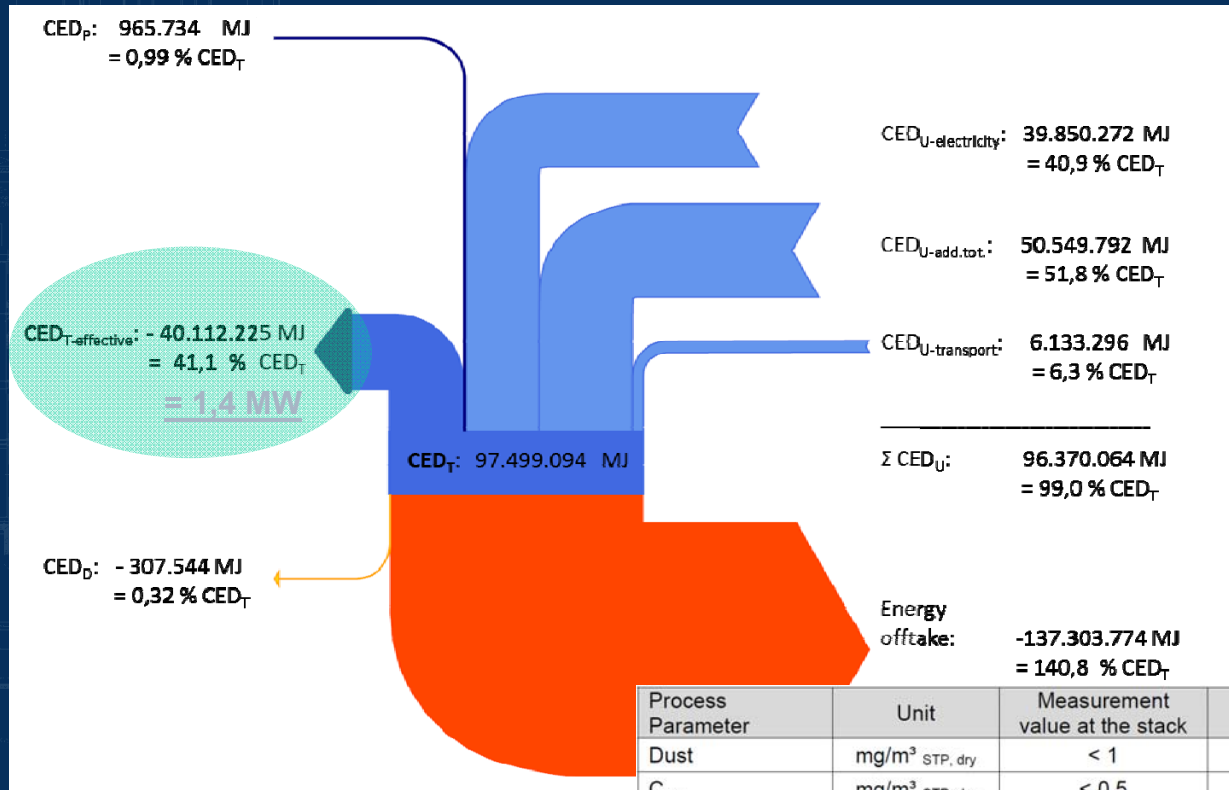 CEDP: 965.734 MJ
= 0,99 % CEDT
CEDU-electricity: 39.850.272 MJ
= 40,9 % CEDT
CEDU-add.tot.: 50.549.792 MJ
= 51,8 % CEDT
CEDT-effective: - 40.112.225 MJ
= 41,1 % CEDT
= 1,4 MW
CEDU-transport: 6.133.296 MJ
= 6,3 % CEDT
CEDT: 97.499.094 MJ
Σ CEDU: 96.370.064 MJ
= 99,0 % CEDT
CEDD: - 307.544 MJ
= 0,32 % CEDT
Energy
offtake: -137.303.774 MJ
= 140,8 % CEDT
Process Parameter Unit Measurement value at the stack
Dust mg/m³ STP, dry < 1